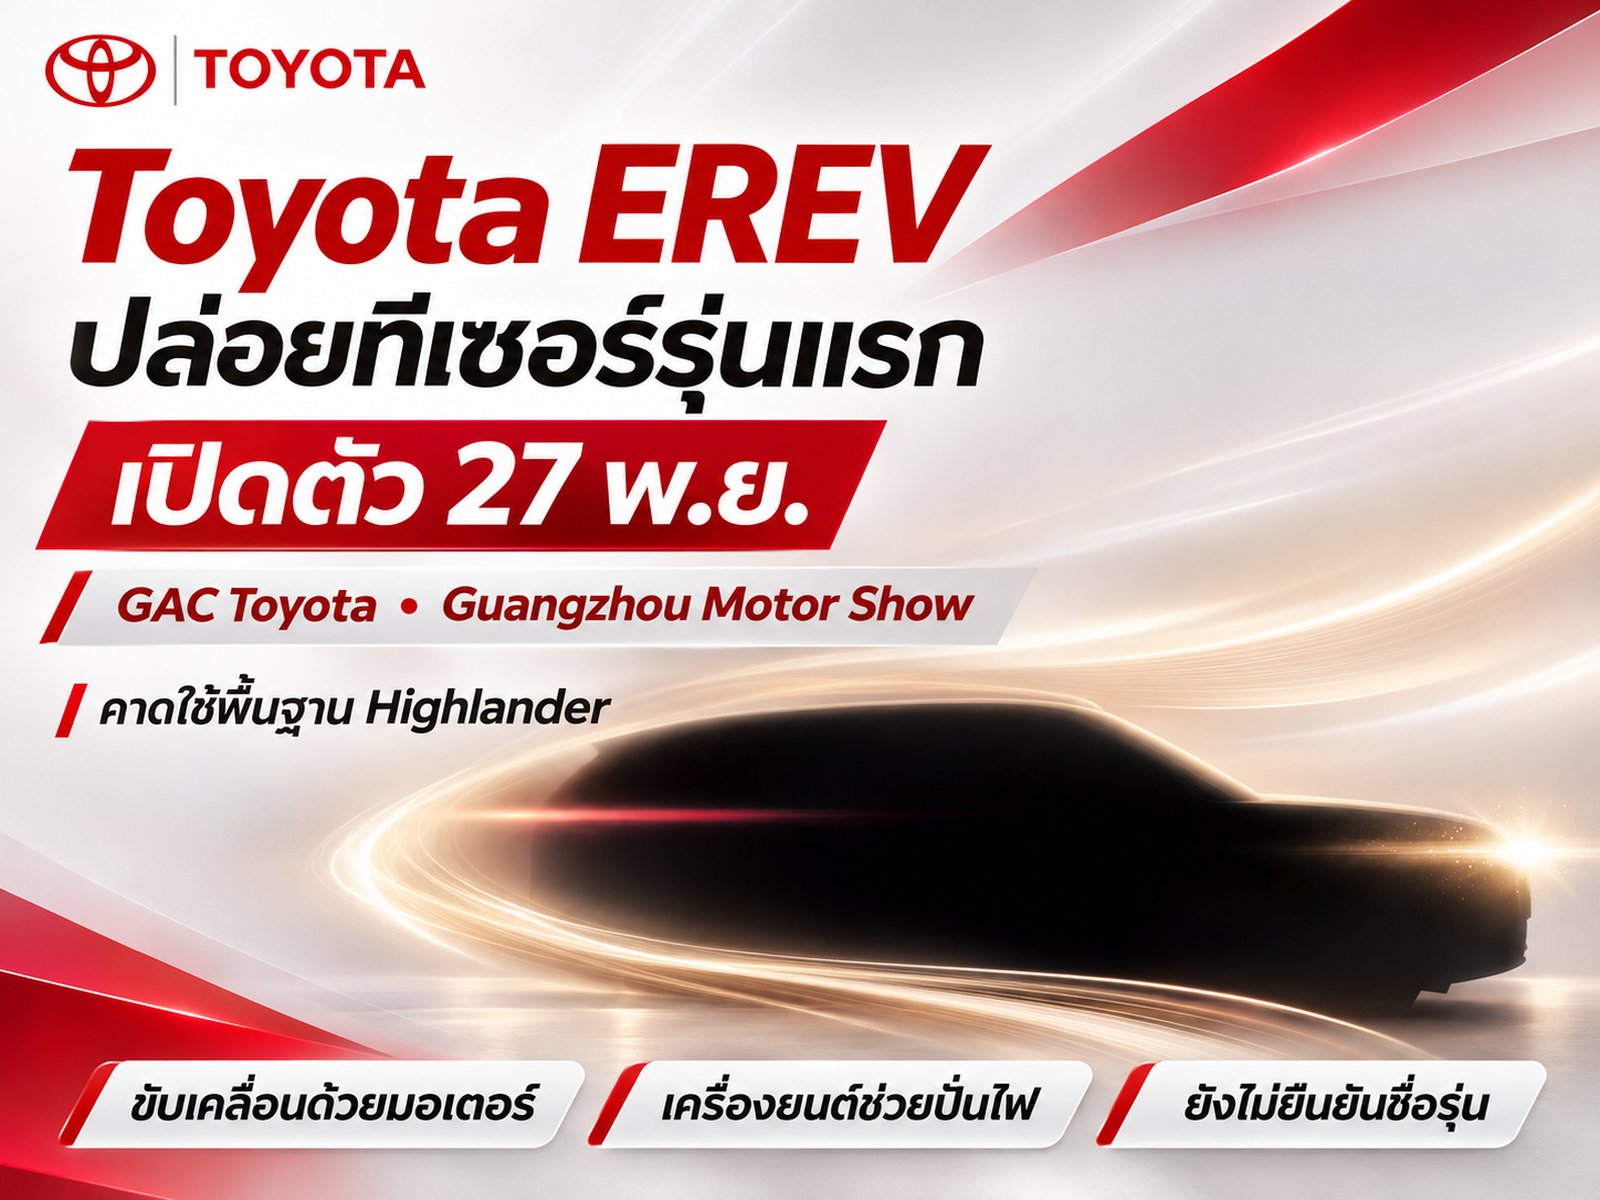 TOYOTA
Toyota EREV
ปล่อยทีเซอร์รุ่นแรก
เปิดตัว 27 พ.ย.
GAC Toyota • Guangzhou Motor Show
คาดใช้พื้นฐาน Highlander
ขับเคลื่อนด้วยมอเตอร์
เครื่องยนต์ช่วยปั่นไฟ
ยังไม่ยืนยันชื่อรุ่น